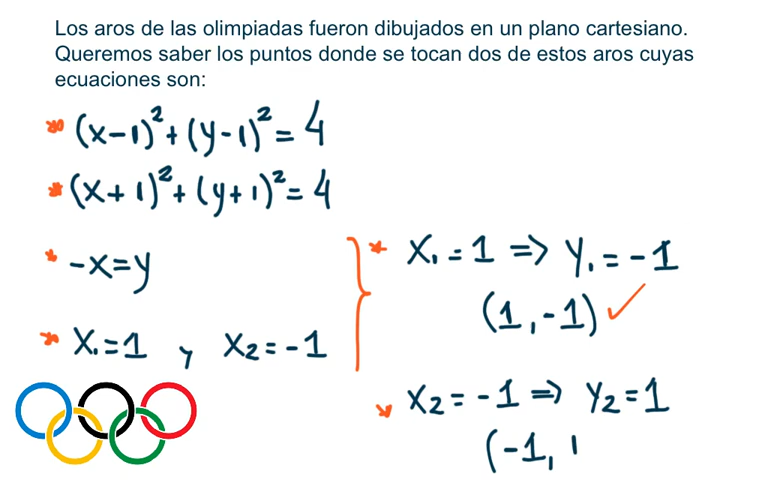 Los aros de las olimpiadas fueron dibujados en un plano cartesiano.
Queremos saber los puntos donde se tocan dos de estos aros cuyas
ecuaciones son:
* (x-1)²+(y-1)²=4
* (x+1)²+(y+1)²=4
* -x=y
* X₁=1 y X₂=-1
* X₁=1 => Y₁=-1
(1,-1) ✓
* X₂=-1 => Y₂=1
(-1, 1